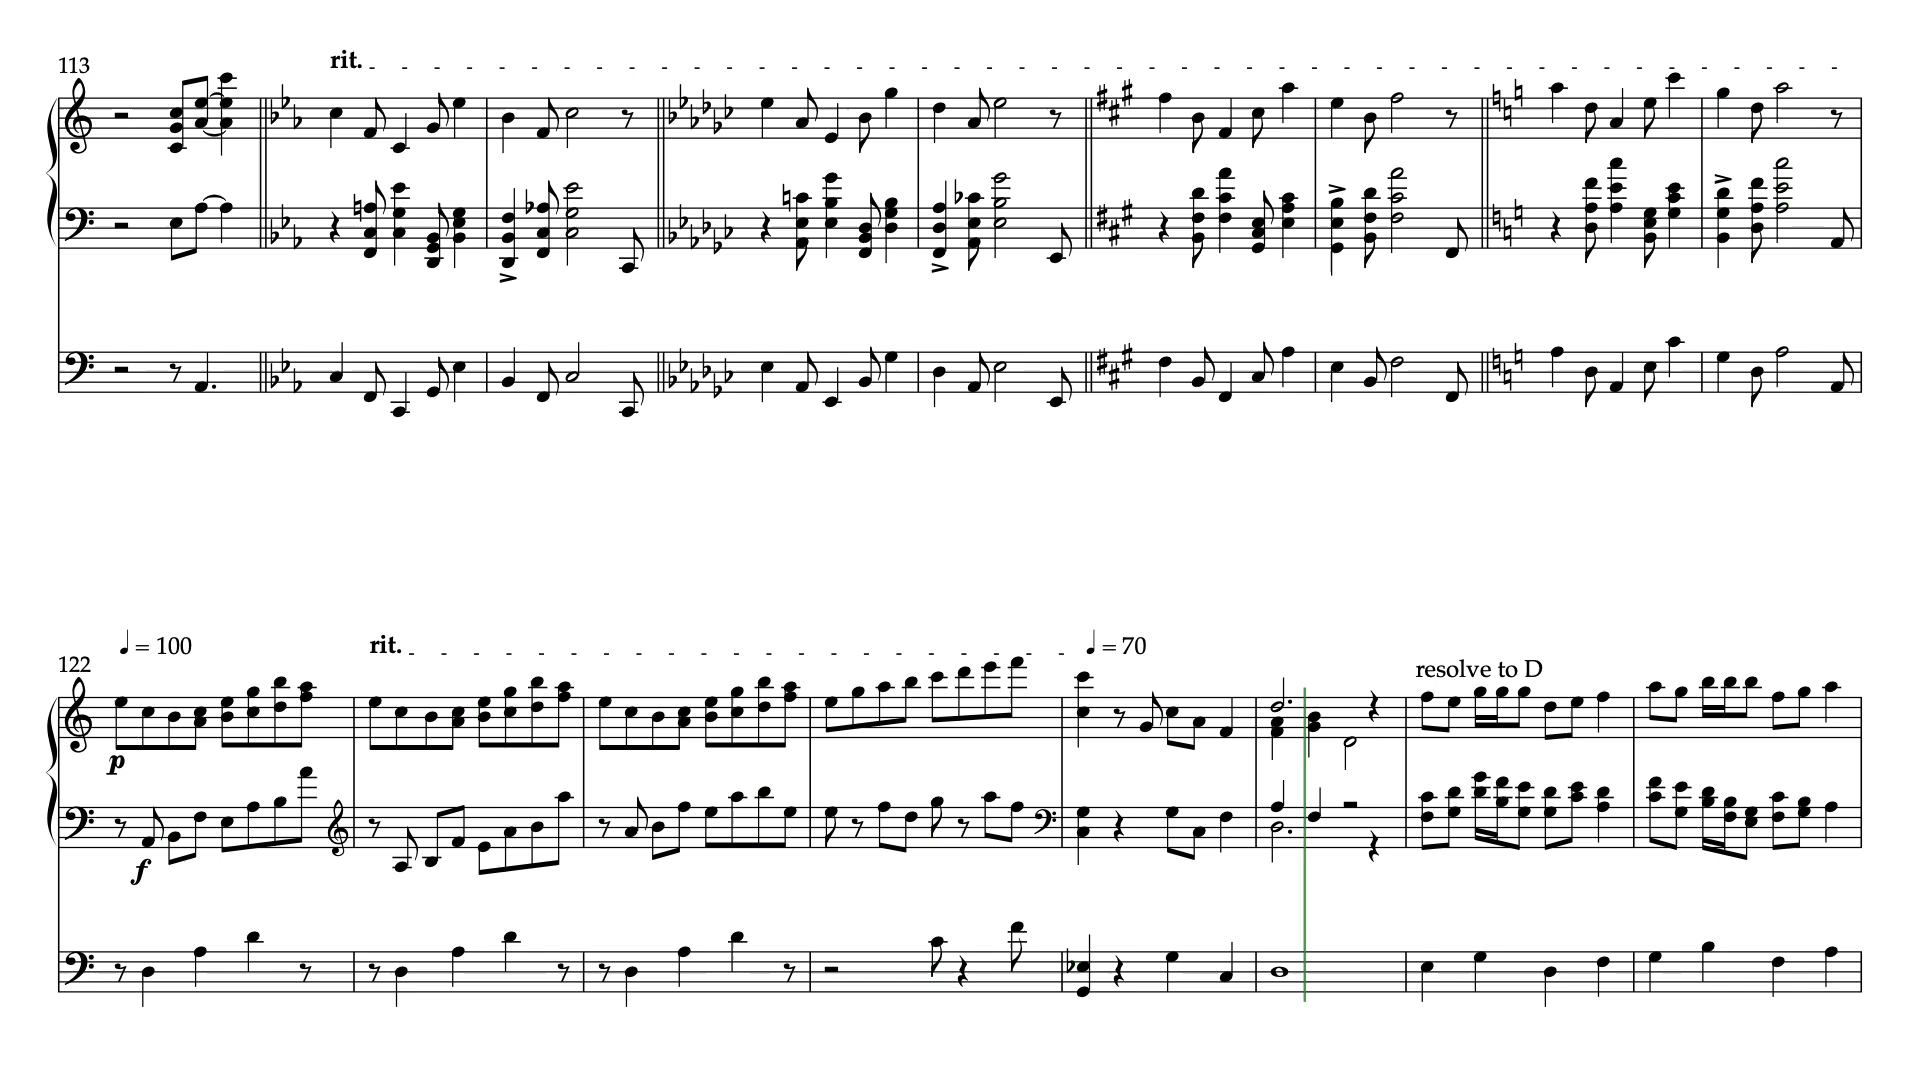 113
rit.
♩ = 100
rit.
♩ = 70
122
resolve to D
p
f